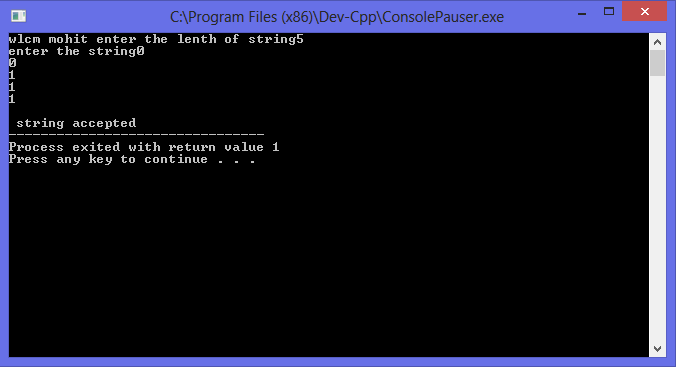 C:\Program Files (x86)\Dev-Cpp\ConsolePauser.exe
wlcm mohit enter the lenth of string5
enter the string0
0
1
1
1
string accepted
--------------------------------
Process exited with return value 1
Press any key to continue . . .